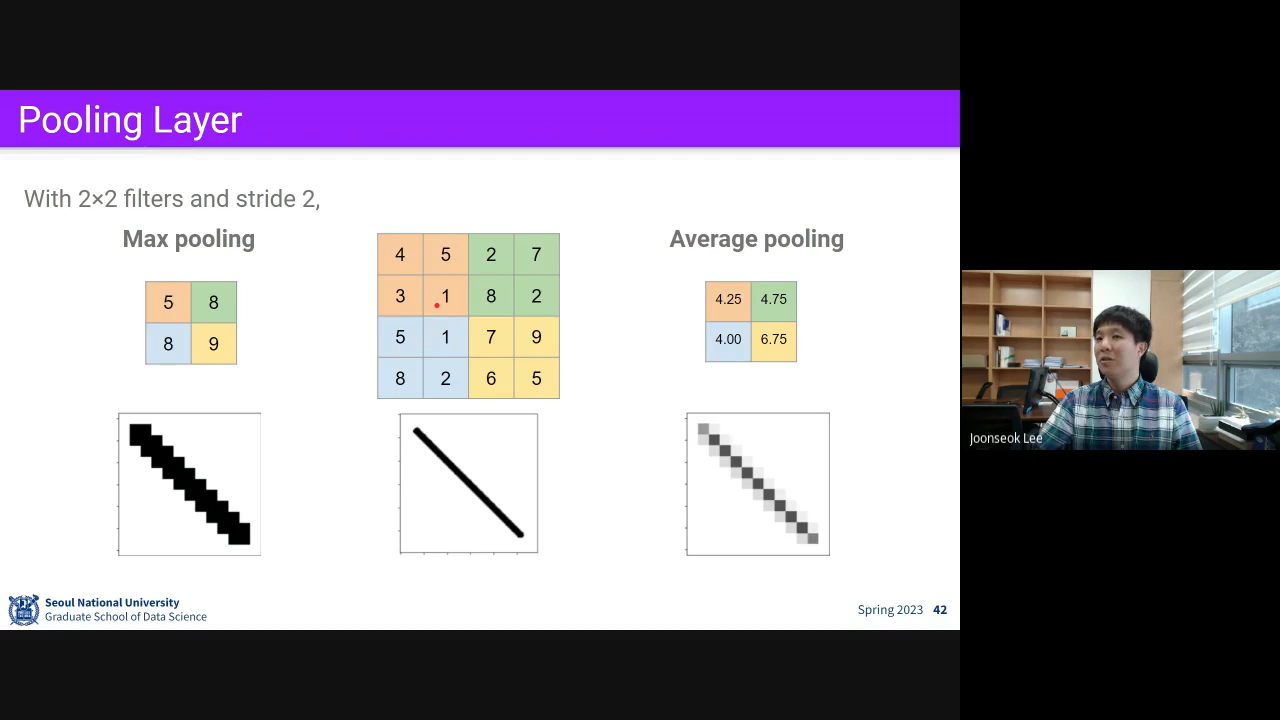 Pooling Layer
With 2×2 filters and stride 2,
Max pooling
5 8
8 9
4 5 2 7
3 1 8 2
5 1 7 9
8 2 6 5
Average pooling
4.25 4.75
4.00 6.75
Seoul National University
Graduate School of Data Science
Spring 2023 42
Joonseok Lee